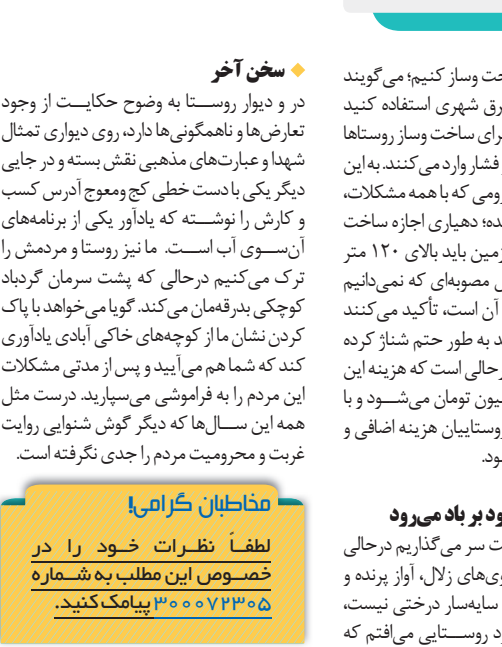 خت وساز کنیم؛ می‌گویند
رق شهری استفاده کنید
رای ساخت وساز روستاها
فشار وارد می‌کنند. به این
رومی که با همه مشکلات،
ده؛ دهیاری اجازه ساخت
زمین باید بالای ۱۲۰ متر
مصوبه‌ای که نمی‌دانیم
آن است، تأکید می‌کنند
د به طور حتم شناژ کرده
رحالی است که هزینه این
یون تومان می‌شود و با
وستاییان هزینه اضافی و
ود.
ود بر باد می‌رود
ت سر می‌گذاریم درحالی
وی‌های زلال، آواز پرنده و
سایه‌سار درختی نیست،
ود روستایی می‌افتم که
سخن آخر
در و دیوار روستا به وضوح حکایت از وجود
تعارض‌ها و ناهمگونی‌ها دارد، روی دیواری تمثال
شهدا و عبارت‌های مذهبی نقش بسته و در جایی
دیگر یکی با دست خطی کج ومعوج آدرس کسب
و کارش را نوشته که یادآور یکی از برنامه‌های
آن‌سوی آب است. ما نیز روستا و مردمش را
ترک می‌کنیم درحالی که پشت سرمان گردباد
کوچکی بدرقه‌مان می‌کند. گویا می‌خواهد با پاک
کردن نشان ما از کوچه‌های خاکی آبادی یادآوری
کند که شما هم می‌آیید و پس از مدتی مشکلات
این مردم را به فراموشی می‌سپارید. درست مثل
همه این سال‌ها که دیگر گوش شنوایی روایت
غربت و محرومیت مردم را جدی نگرفته است.
مخاطبان گرامی!
لطفاً نظرات خود را در
خصوص این مطلب به شماره
۳۰۰۰۷۲۳۰۵ پیامک کنید.